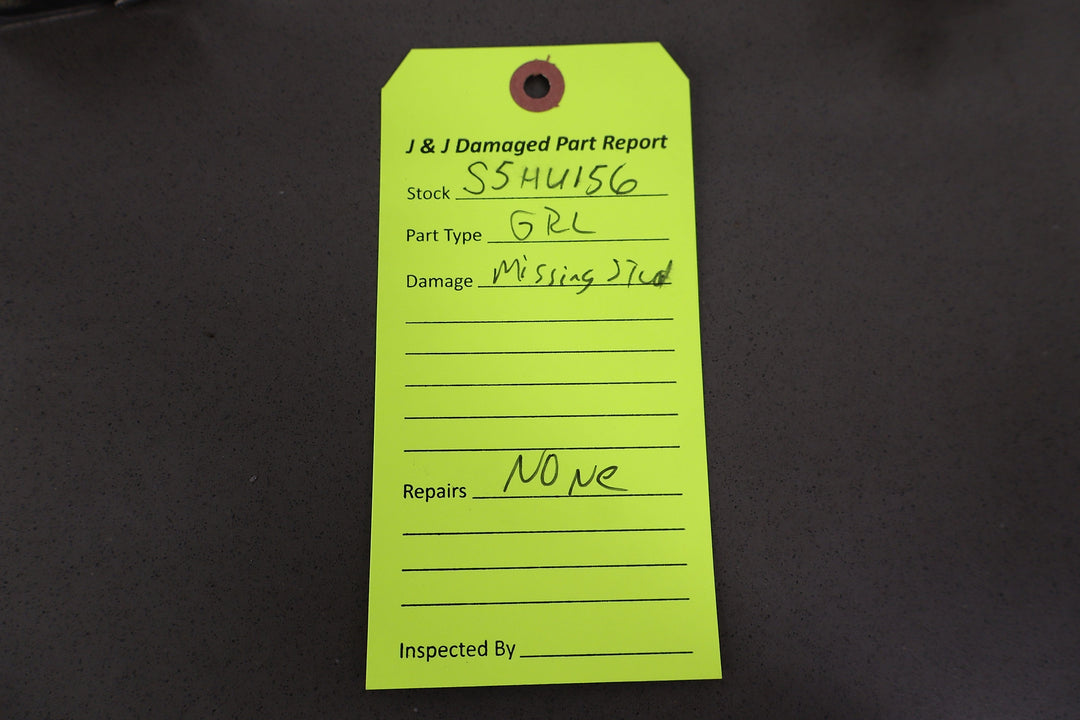 J & J Damaged Part Report
Stock S5HU156
Part Type GRL
Damage Missing Stud
Repairs NONe
Inspected By